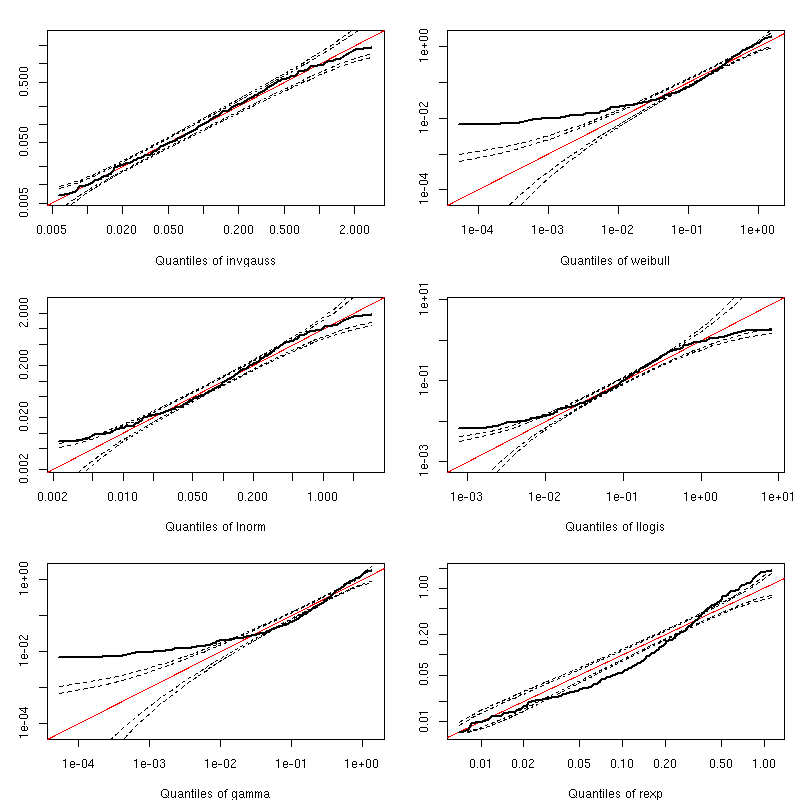 0.005 0.050 0.500
0.005 0.020 0.050 0.200 0.500 2.000
Quantiles of invgauss
1e-04 1e-02 1e+00
1e-04 1e-03 1e-02 1e-01 1e+00
Quantiles of weibull
0.002 0.020 0.200 2.000
0.002 0.010 0.050 0.200 1.000
Quantiles of lnorm
1e-03 1e-01 1e+01
1e-03 1e-02 1e-01 1e+00 1e+01
Quantiles of llogis
1e-04 1e-02 1e+00
1e-04 1e-03 1e-02 1e-01 1e+00
Quantiles of gamma
0.01 0.05 0.20 1.00
0.01 0.02 0.05 0.10 0.20 0.50 1.00
Quantiles of rexp